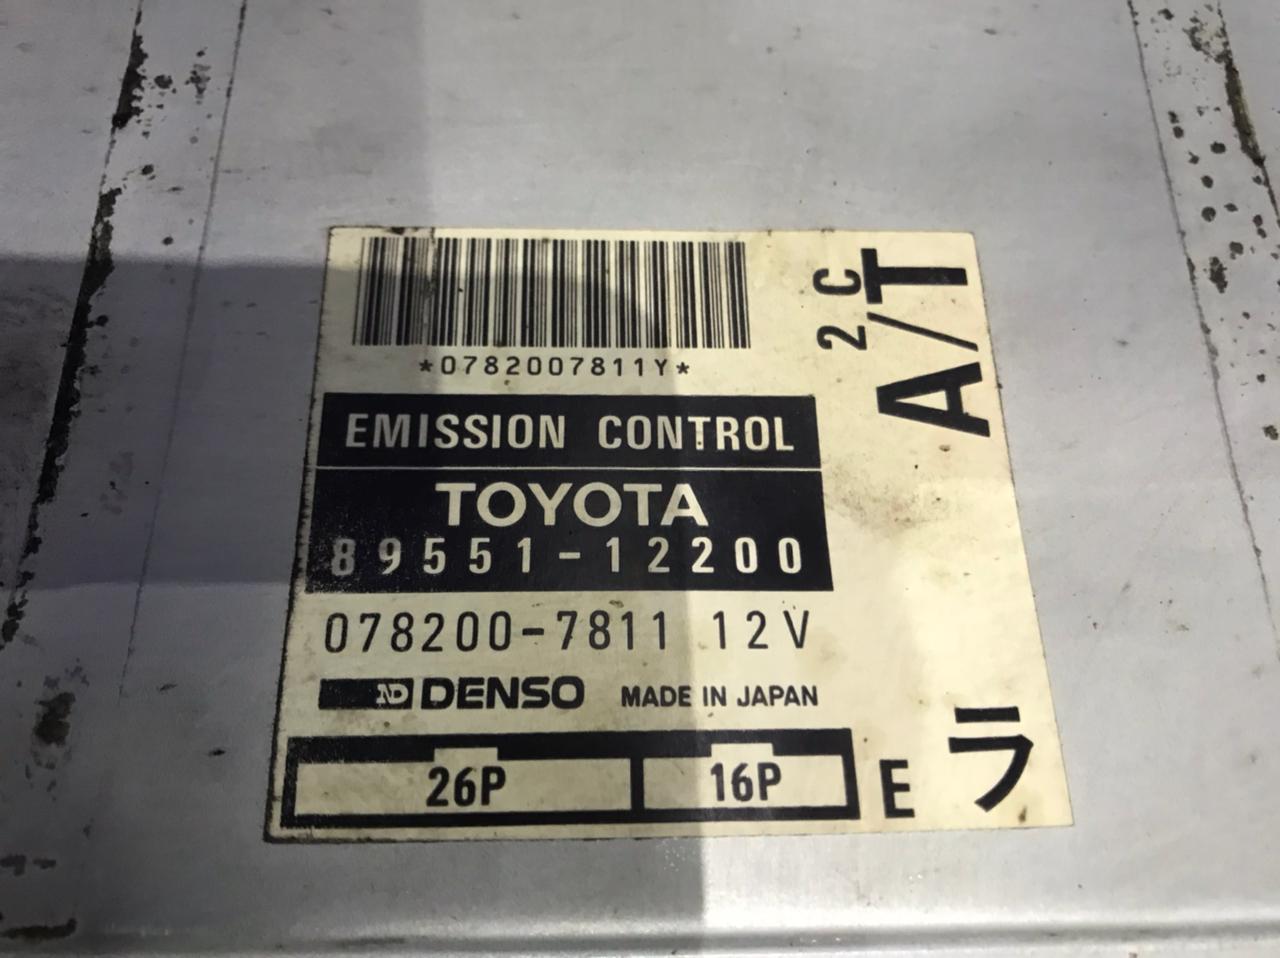 *0782007811Y*
EMISSION CONTROL
TOYOTA
89551-12200
078200-7811 12V
ND DENSO MADE IN JAPAN
26P 16P
E
2C
A/T
ラ